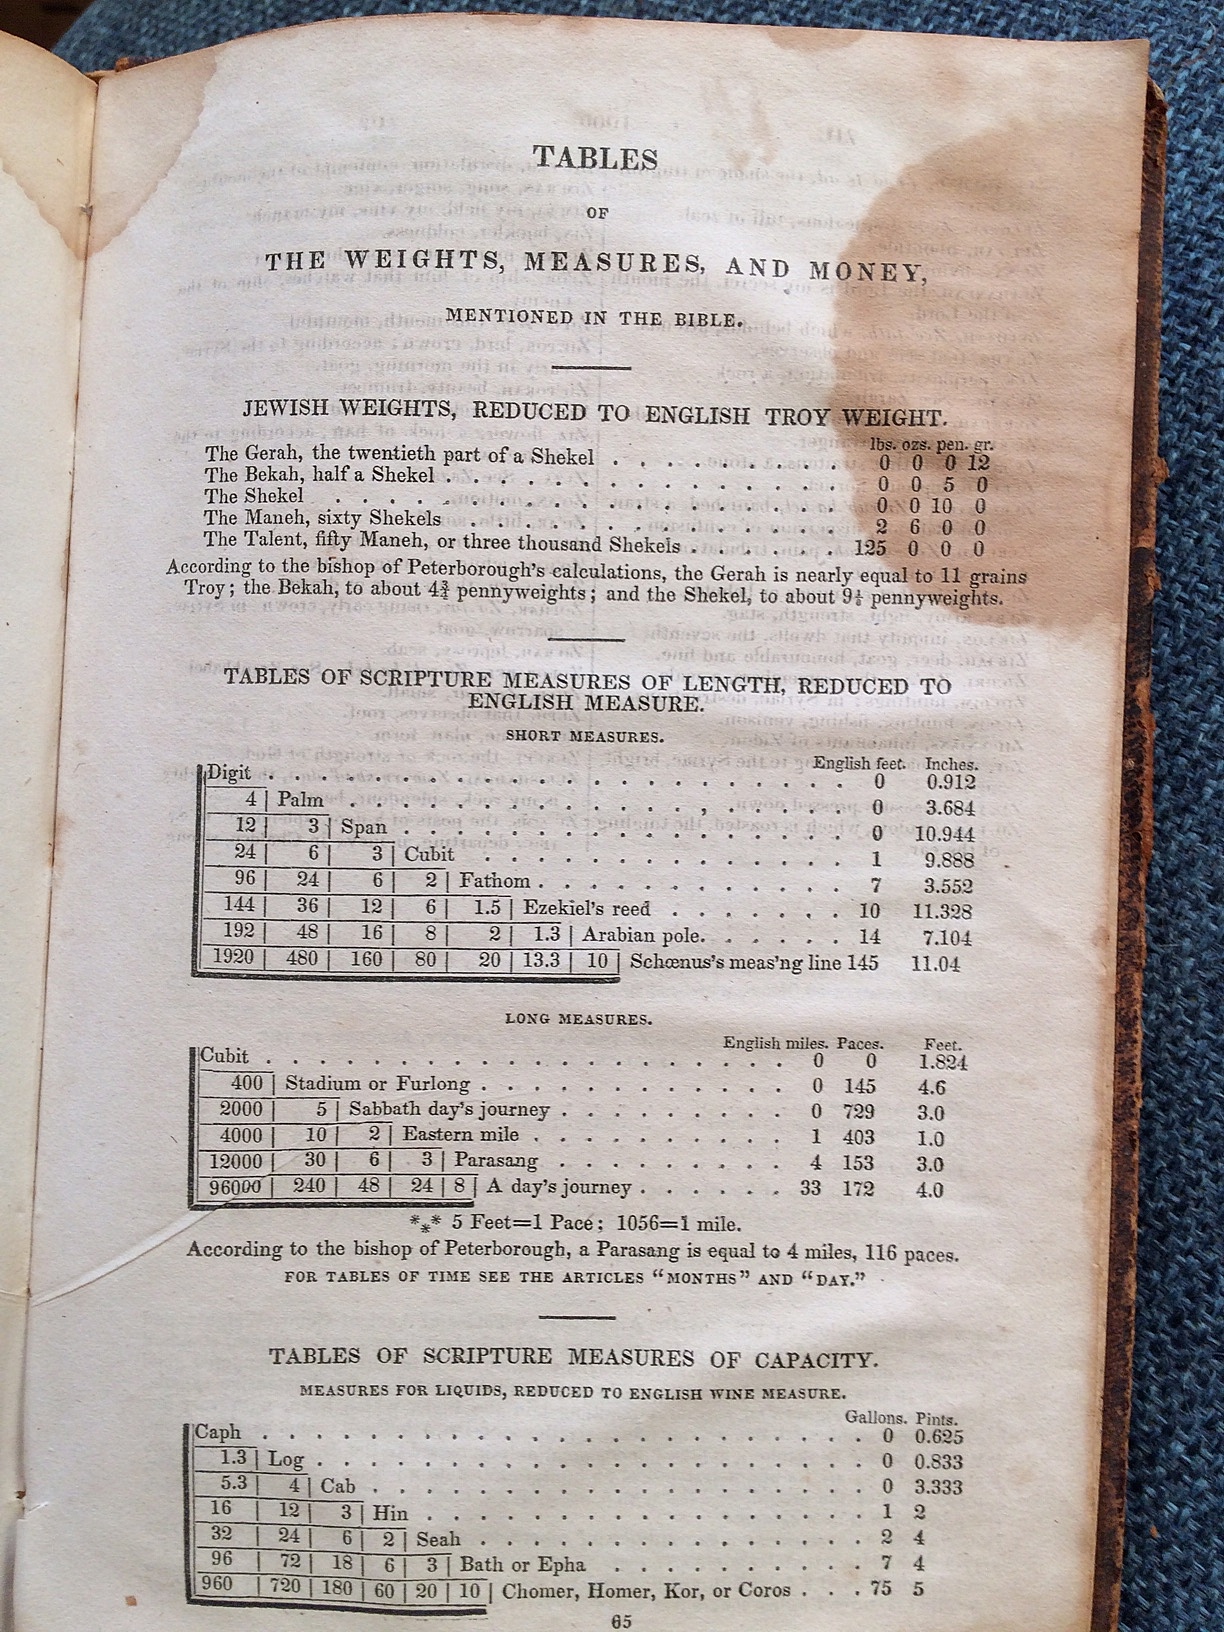 TABLES
OF
THE WEIGHTS, MEASURES, AND MONEY,
MENTIONED IN THE BIBLE.
JEWISH WEIGHTS, REDUCED TO ENGLISH TROY WEIGHT.
lbs. ozs. pen. gr.
The Gerah, the twentieth part of a Shekel . . . . . . . . . 0 0 0 12
The Bekah, half a Shekel . . . . . . . . . . . . . . 0 0 5 0
The Shekel . . . . . . . . . . . . . . . . . 0 0 10 0
The Maneh, sixty Shekels . . . . . . . . . . . . . 2 6 0 0
The Talent, fifty Maneh, or three thousand Shekels . . . . . . 125 0 0 0
According to the bishop of Peterborough's calculations, the Gerah is nearly equal to 11 grains
Troy; the Bekah, to about 4¾ pennyweights; and the Shekel, to about 9⅛ pennyweights.
TABLES OF SCRIPTURE MEASURES OF LENGTH, REDUCED TO
ENGLISH MEASURE.
SHORT MEASURES.
English feet. Inches.
Digit . . . . . . . . . . . . . . . . . . . 0 0.912
4 | Palm . . . . . . . . . . . . . . . . 0 3.684
12 | 3 | Span . . . . . . . . . . . . . . 0 10.944
24 | 6 | 3 | Cubit . . . . . . . . . . . . 1 9.888
96 | 24 | 6 | 2 | Fathom . . . . . . . . . . 7 3.552
144 | 36 | 12 | 6 | 1.5 | Ezekiel's reed . . . . . . . 10 11.328
192 | 48 | 16 | 8 | 2 | 1.3 | Arabian pole. . . . . . 14 7.104
1920 | 480 | 160 | 80 | 20 | 13.3 | 10 | Schœnus's meas'ng line 145 11.04
LONG MEASURES.
English miles. Paces. Feet.
Cubit . . . . . . . . . . . . . . . . . . . 0 0 1.824
400 | Stadium or Furlong . . . . . . . . . . . . 0 145 4.6
2000 | 5 | Sabbath day's journey . . . . . . . . . 0 729 3.0
4000 | 10 | 2 | Eastern mile . . . . . . . . . . 1 403 1.0
12000 | 30 | 6 | 3 | Parasang . . . . . . . . . 4 153 3.0
96000 | 240 | 48 | 24 | 8 | A day's journey . . . . . . 33 172 4.0
*** 5 Feet=1 Pace; 1056=1 mile.
According to the bishop of Peterborough, a Parasang is equal to 4 miles, 116 paces.
FOR TABLES OF TIME SEE THE ARTICLES "MONTHS" AND "DAY."
TABLES OF SCRIPTURE MEASURES OF CAPACITY.
MEASURES FOR LIQUIDS, REDUCED TO ENGLISH WINE MEASURE.
Gallons. Pints.
Caph . . . . . . . . . . . . . . . . . . . 0 0.625
1.3 | Log . . . . . . . . . . . . . . . . . 0 0.833
5.3 | 4 | Cab . . . . . . . . . . . . . . . 0 3.333
16 | 12 | 3 | Hin . . . . . . . . . . . . . 1 2
32 | 24 | 6 | 2 | Seah . . . . . . . . . . . . 2 4
96 | 72 | 18 | 6 | 3 | Bath or Epha . . . . . . . . 7 4
960 | 720 | 180 | 60 | 20 | 10 | Chomer, Homer, Kor, or Coros . . . 75 5
65